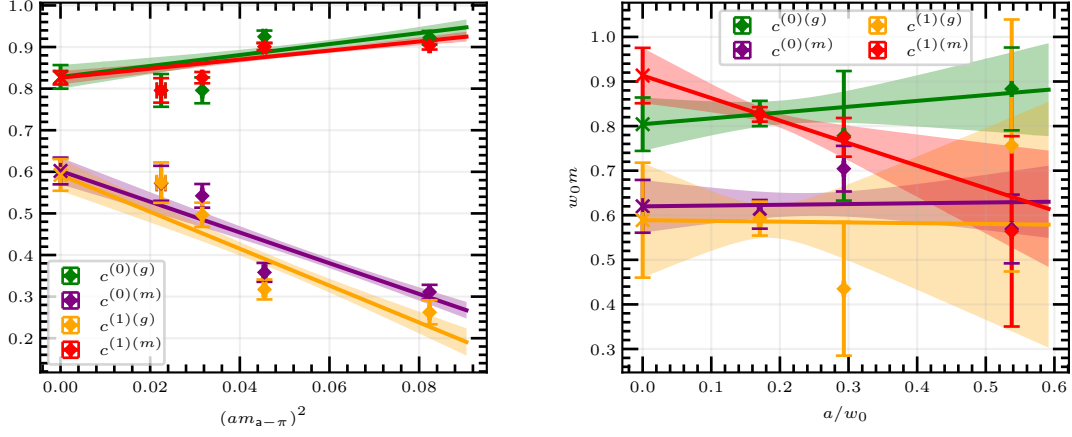 1.0
0.9
0.8
0.7
0.6
0.5
0.4
0.3
0.2
c^(0)(g)
c^(0)(m)
c^(1)(g)
c^(1)(m)
0.00 0.02 0.04 0.06 0.08
(am_a−π)^2
w_0 m
1.0
0.9
0.8
0.7
0.6
0.5
0.4
0.3
c^(0)(g) c^(1)(g)
c^(0)(m) c^(1)(m)
0.0 0.1 0.2 0.3 0.4 0.5 0.6
a/w_0